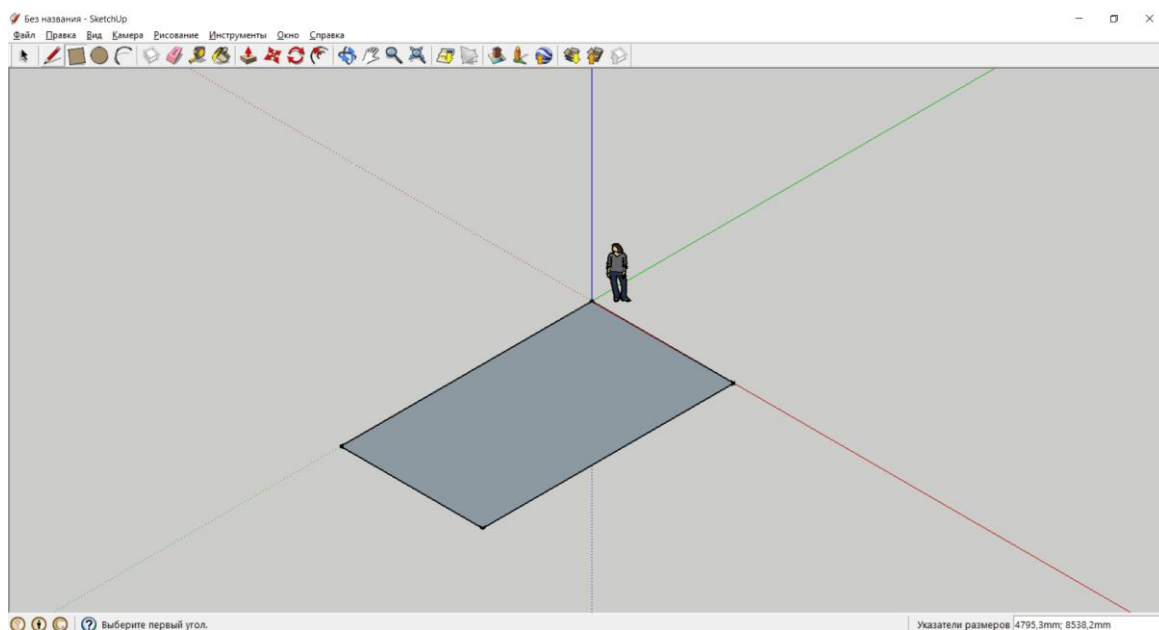 Без названия - SketchUp
Файл Правка Вид Камера Рисование Инструменты Окно Справка
Выберите первый угол. Указатели размеров 4795,3mm; 8538,2mm